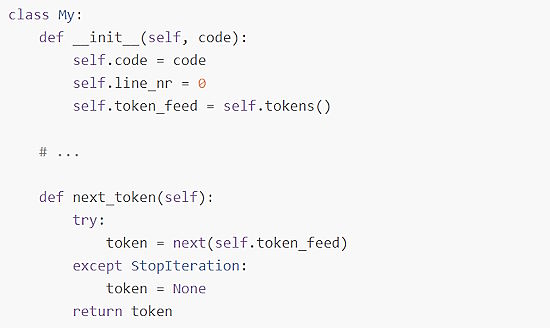 class My:
    def __init__(self, code):
        self.code = code
        self.line_nr = 0
        self.token_feed = self.tokens()

    # ...

    def next_token(self):
        try:
            token = next(self.token_feed)
        except StopIteration:
            token = None
        return token